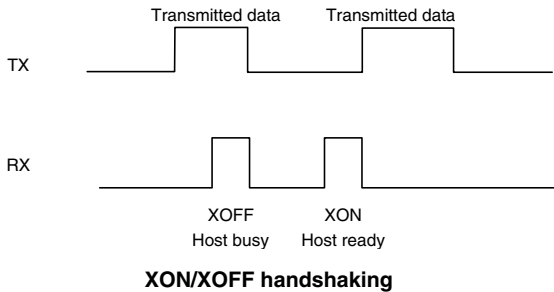 Transmitted data Transmitted data
TX
RX
XOFF XON
Host busy Host ready
XON/XOFF handshaking